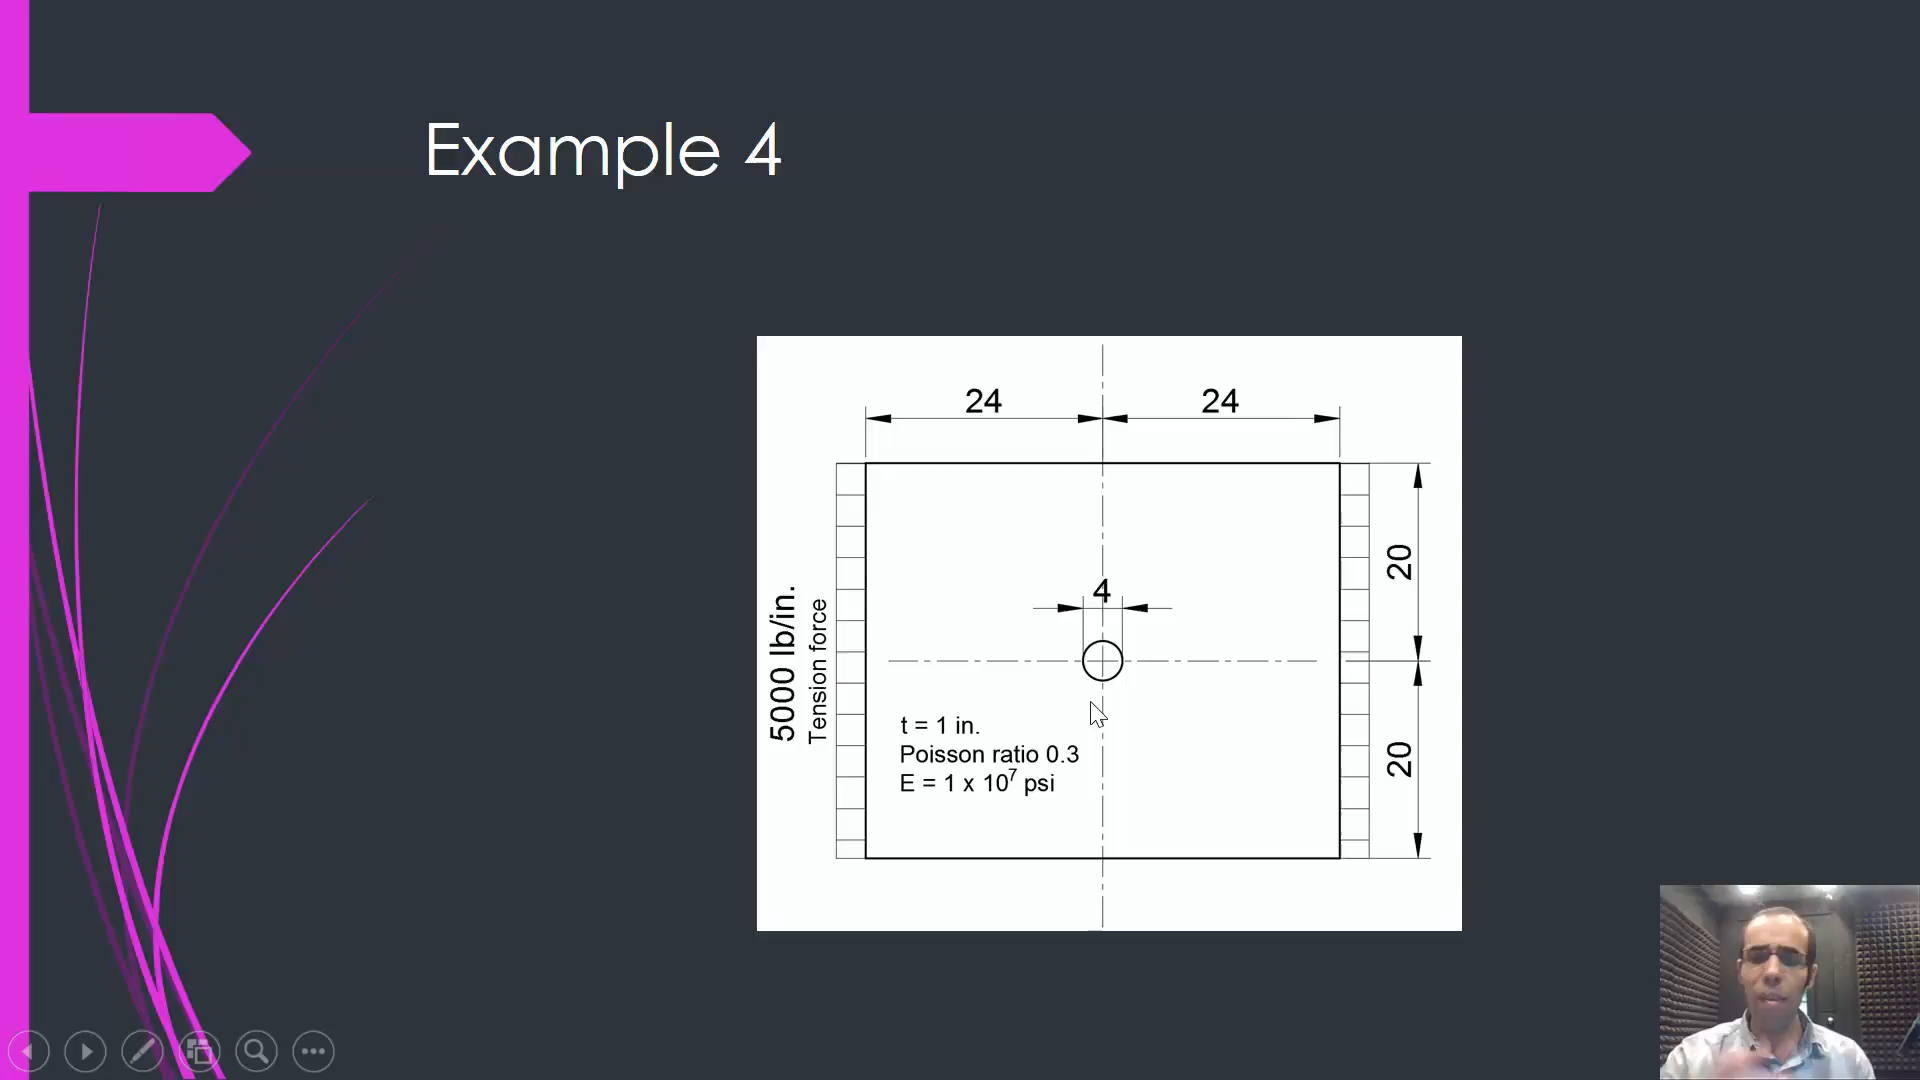 Example 4
24
24
20
4
5000 lb/in.
Tension force
t = 1 in.
Poisson ratio 0.3
E = 1 x 10⁷ psi
20